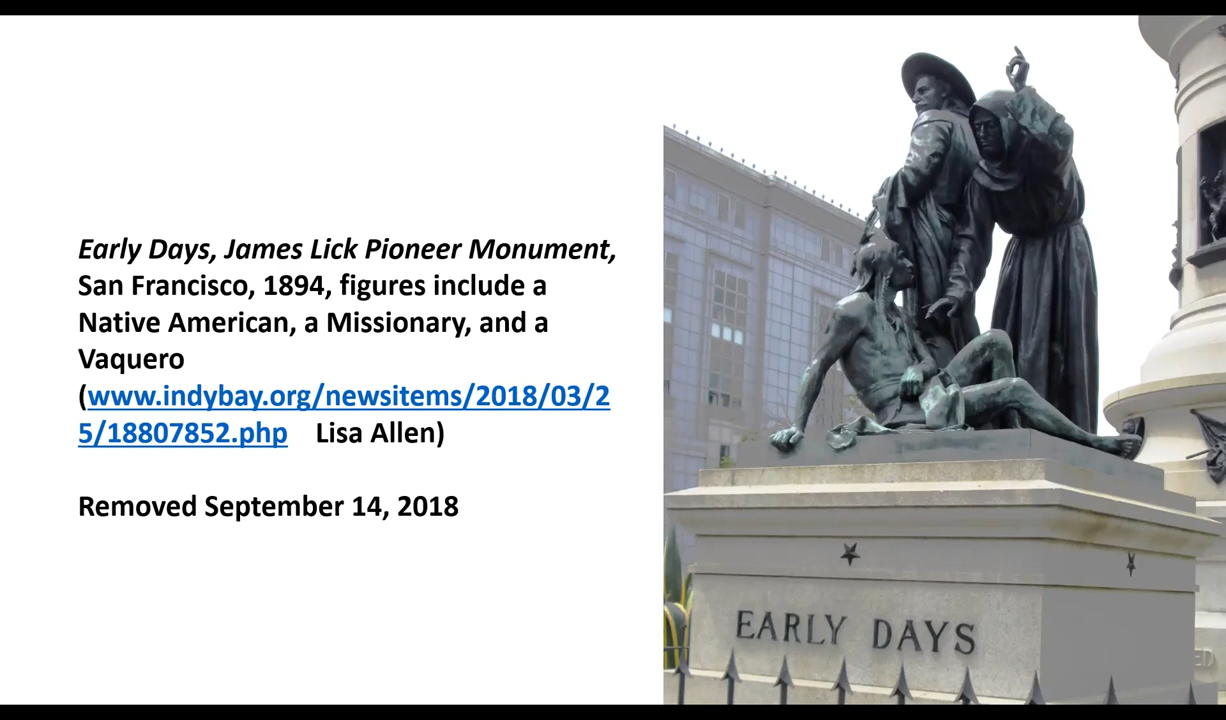 Early Days, James Lick Pioneer Monument,
San Francisco, 1894, figures include a
Native American, a Missionary, and a
Vaquero
(www.indybay.org/newsitems/2018/03/2
5/18807852.php    Lisa Allen)
Removed September 14, 2018
EARLY DAYS
ED